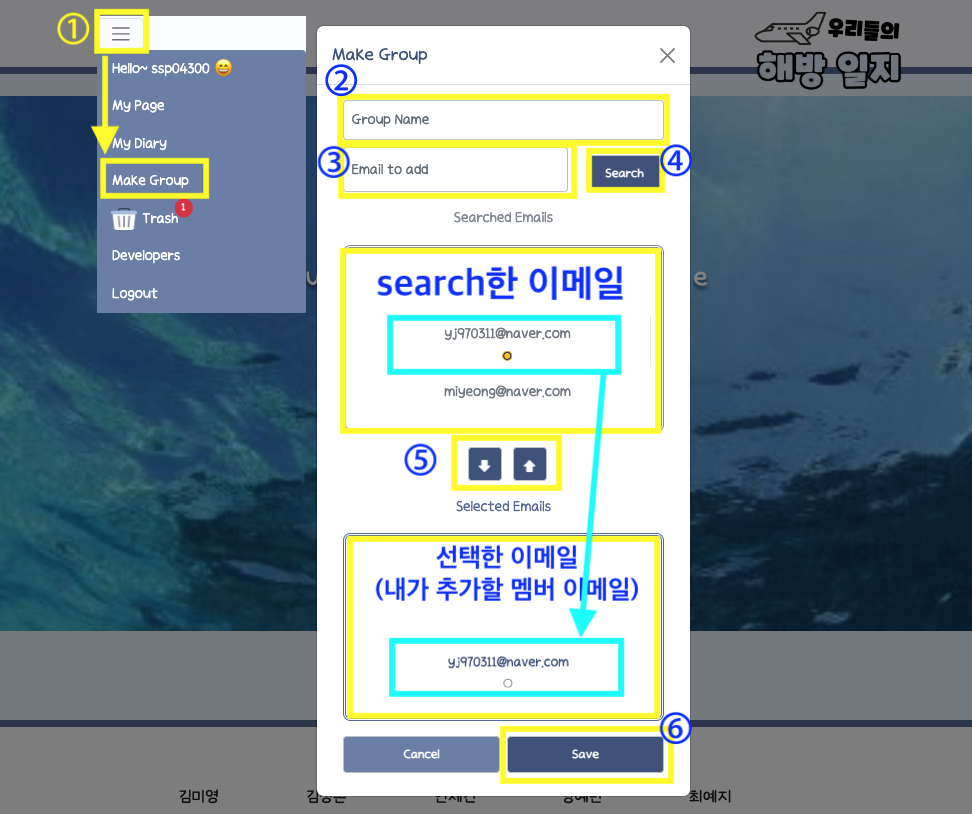 ①
Hello~ ssp04300 😄
My Page
My Diary
Make Group
Trash
1
Developers
Logout
우리들의
해방 일지
Make Group
②
Group Name
③
Email to add
④
Search
Searched Emails
search한 이메일
yj970311@naver.com
miyeong@naver.com
⑤
Selected Emails
선택한 이메일
(내가 추가할 멤버 이메일)
yj970311@naver.com
⑥
Cancel
Save
e
김미영
최예지